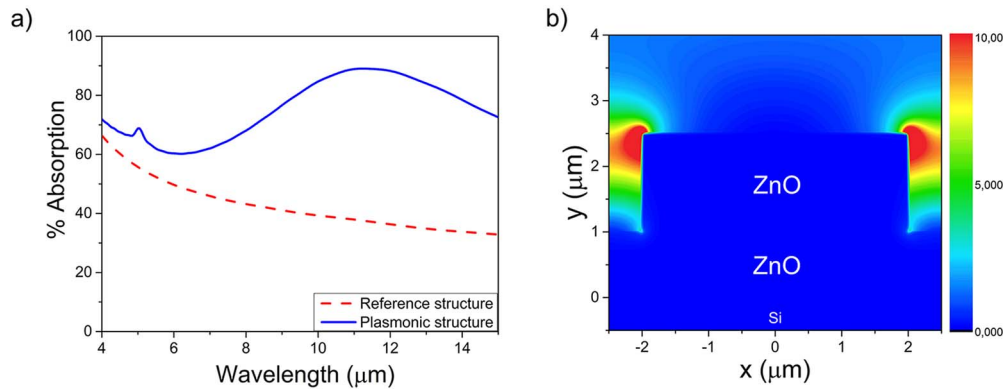 a)
% Absorption
100
80
60
40
20
0
4
6
8
10
12
14
Wavelength (μm)
Reference structure
Plasmonic structure
b)
y (μm)
4
3
2
1
0
-2
-1
0
1
2
x (μm)
ZnO
ZnO
Si
10,00
5,000
0,000